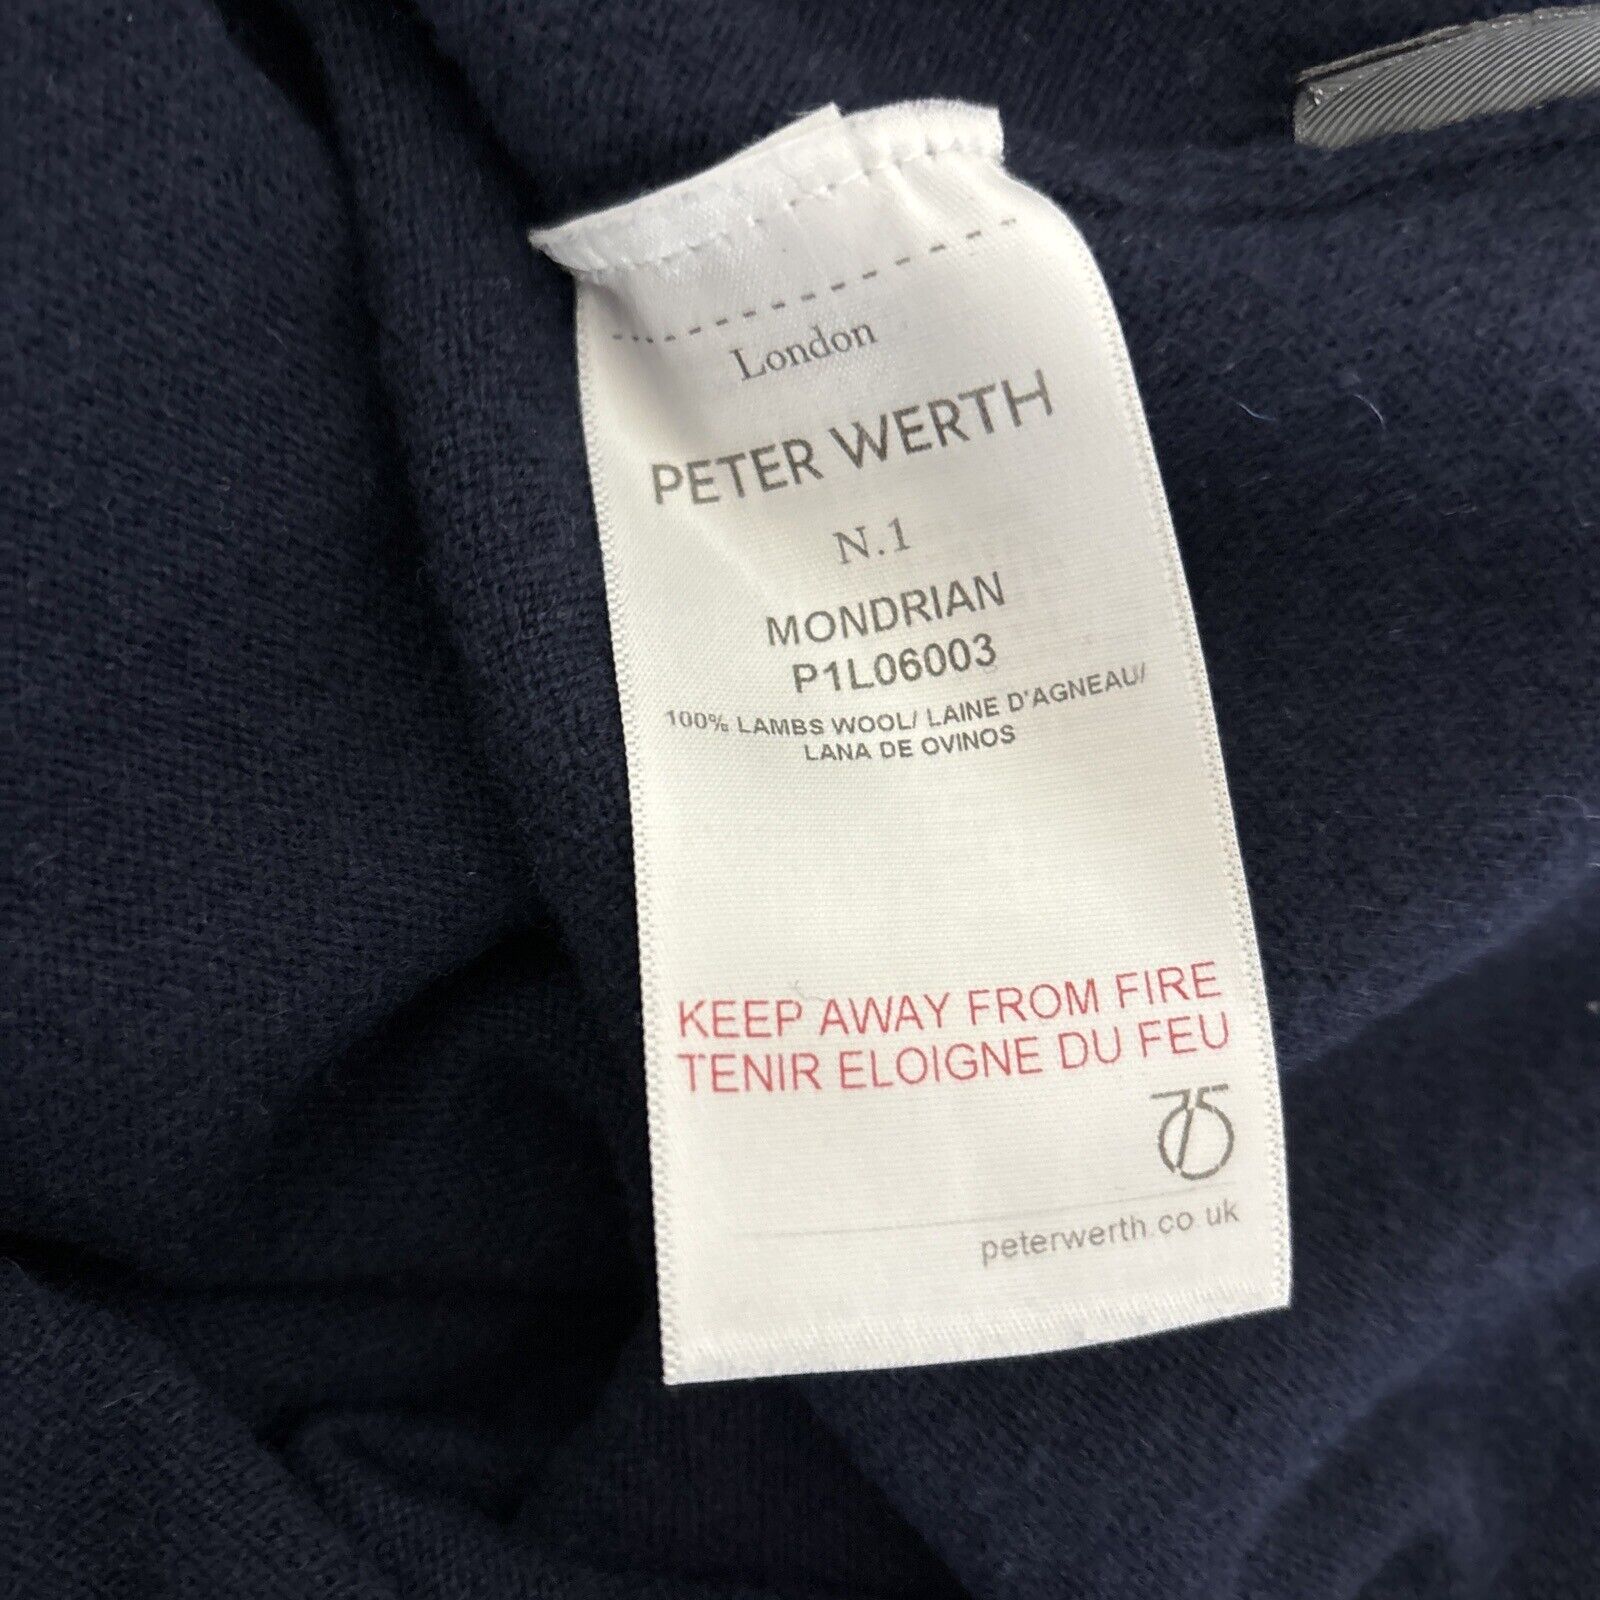 London
PETER WERTH
N.1
MONDRIAN
P1L06003
100% LAMBS WOOL/ LAINE D'AGNEAU/
LANA DE OVINOS
KEEP AWAY FROM FIRE
TENIR ELOIGNE DU FEU
75
peterwerth.co uk